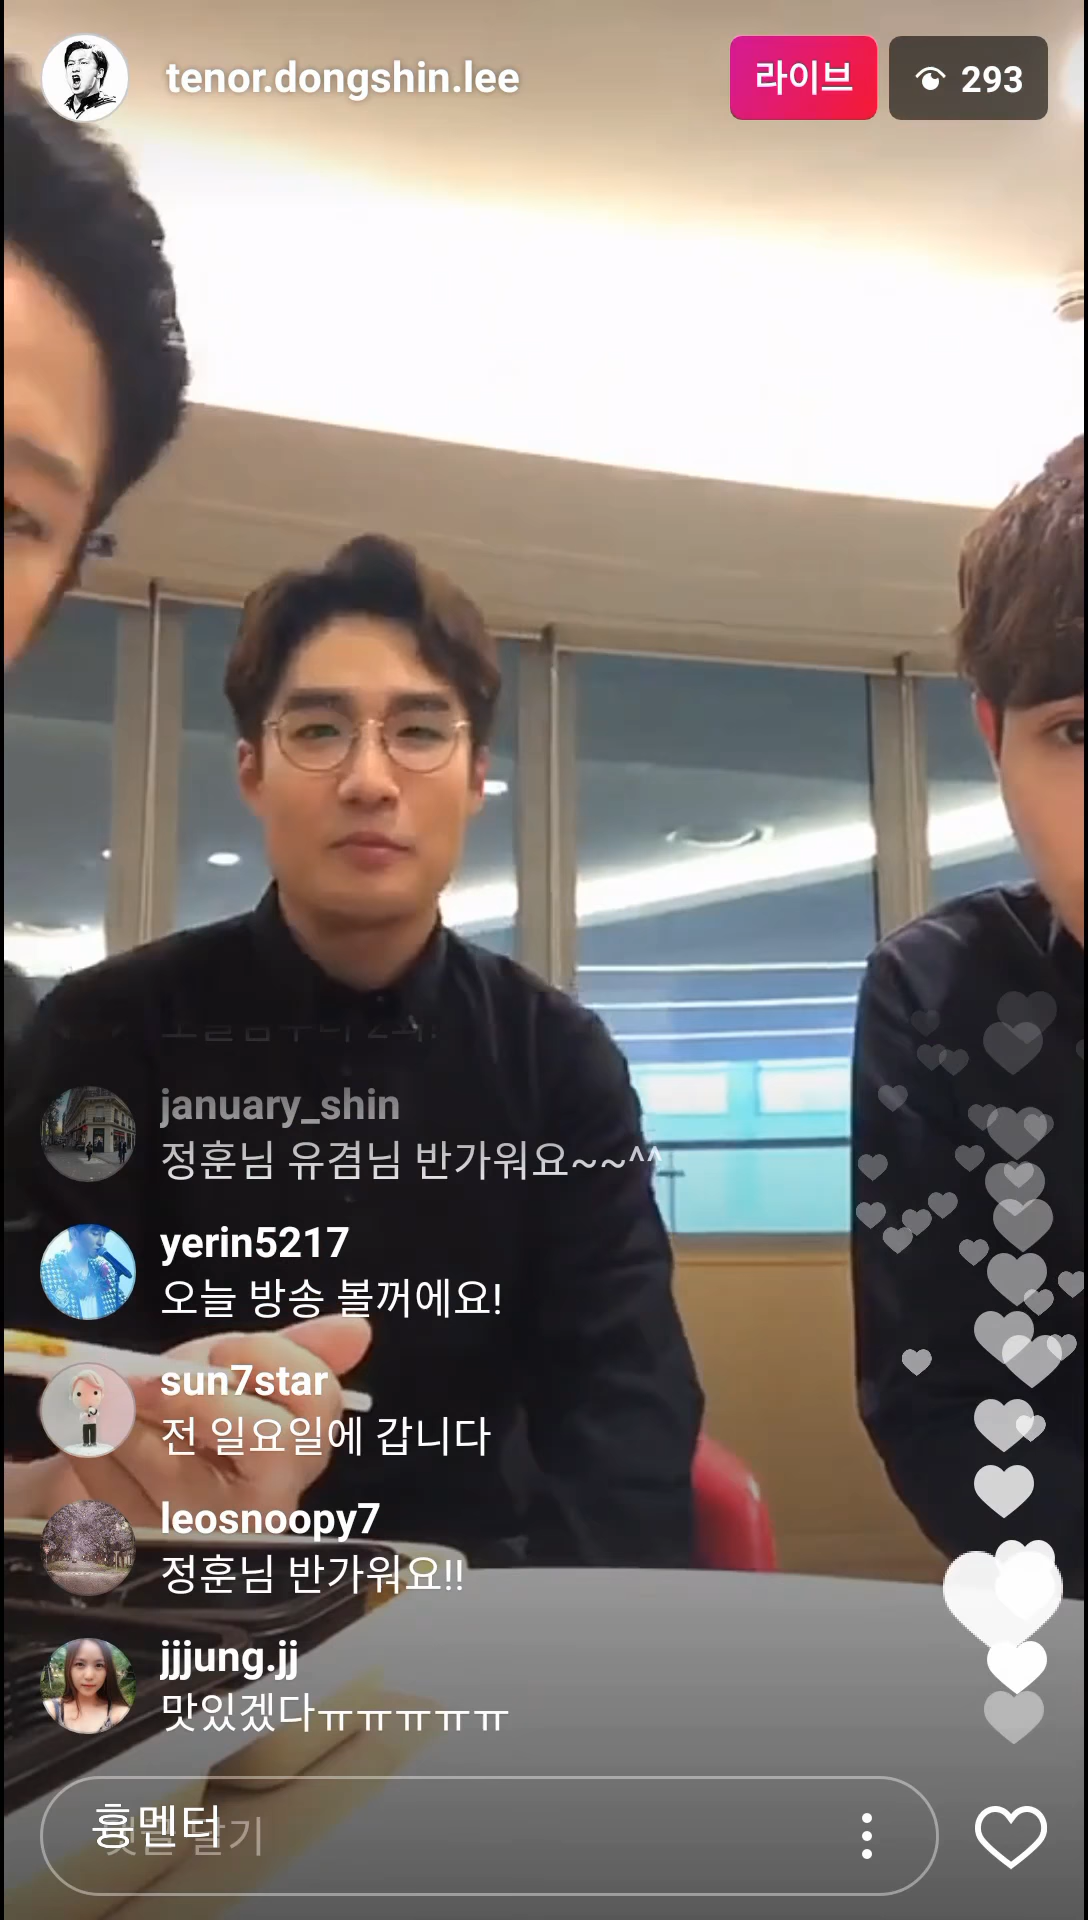 tenor.dongshin.lee
라이브
293
january_shin
정훈님 유겸님 반가워요~~^^
yerin5217
오늘 방송 볼꺼에요!
sun7star
전 일요일에 갑니다
leosnoopy7
정훈님 반가워요!!
jjjung.jj
맛있겠다ㅠㅠㅠㅠㅠ
흉멘터
달기